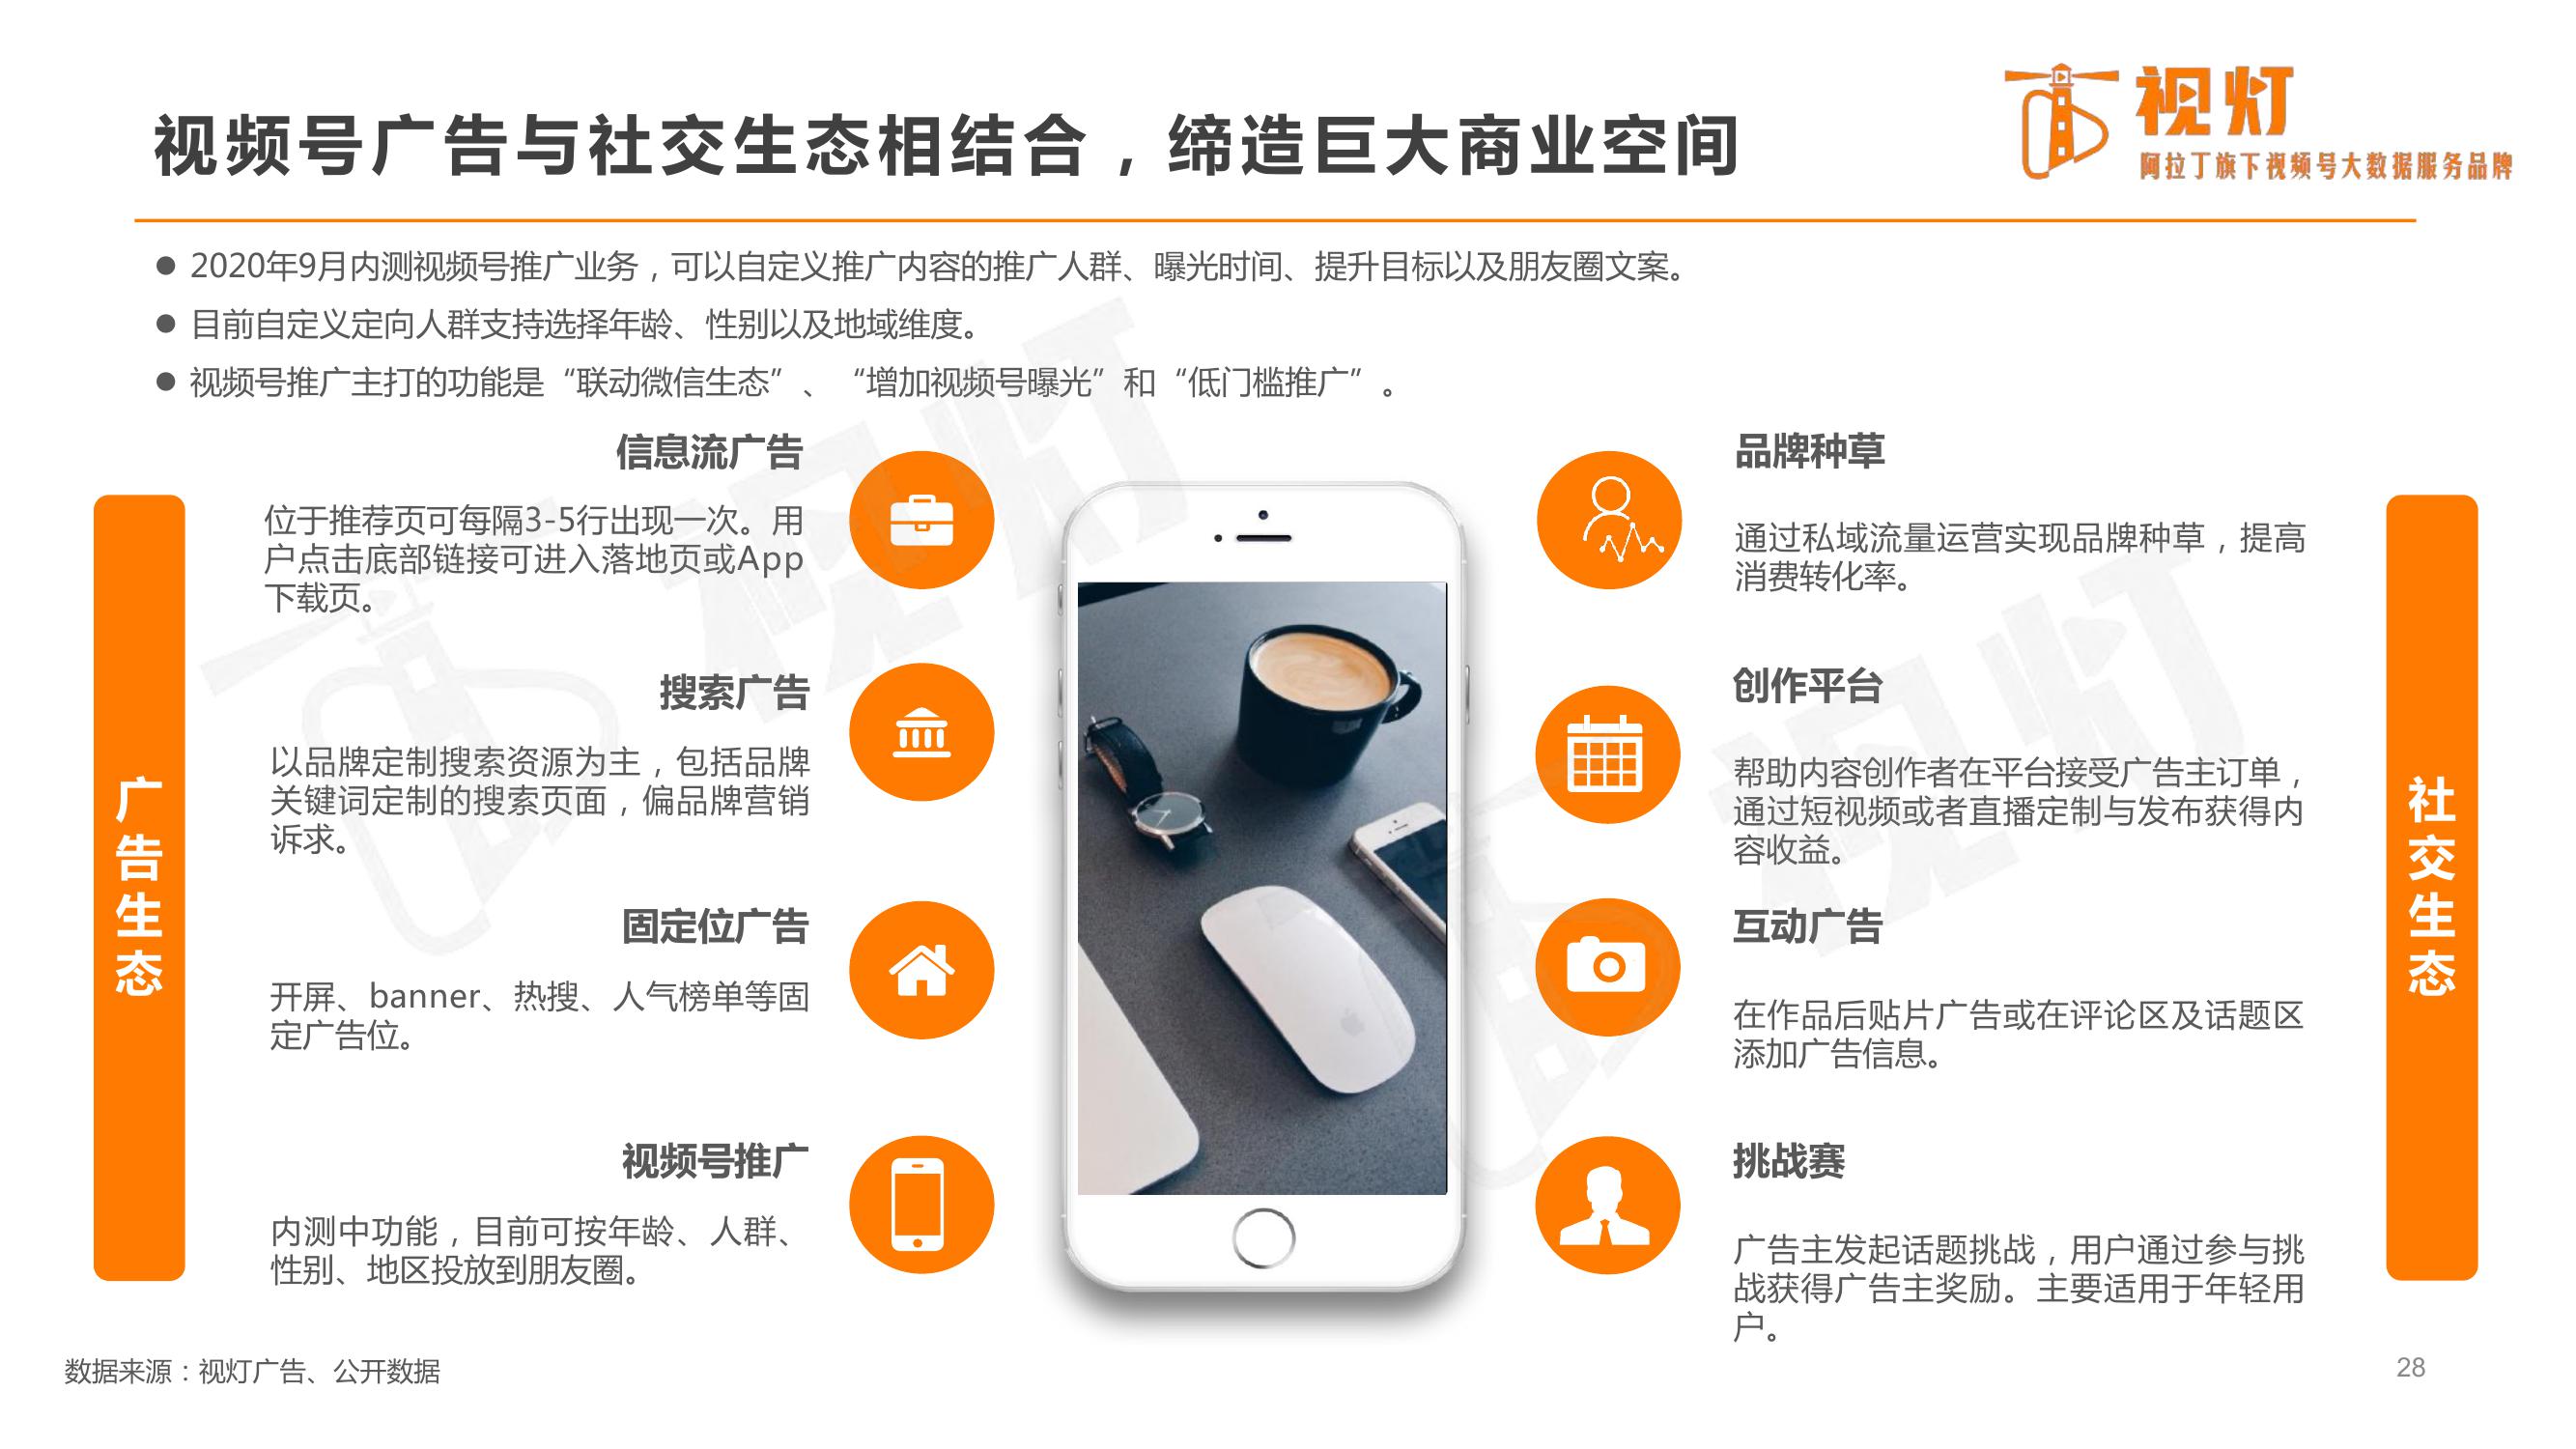 视频号广告与社交生态相结合，缔造巨大商业空间
视灯
阿拉丁旗下视频号大数据服务品牌
● 2020年9月内测视频号推广业务，可以自定义推广内容的推广人群、曝光时间、提升目标以及朋友圈文案。
● 目前自定义定向人群支持选择年龄、性别以及地域维度。
● 视频号推广主打的功能是“联动微信生态”、“增加视频号曝光”和“低门槛推广”。
广告生态
信息流广告
位于推荐页可每隔3-5行出现一次。用
户点击底部链接可进入落地页或App
下载页。
搜索广告
以品牌定制搜索资源为主，包括品牌
关键词定制的搜索页面，偏品牌营销
诉求。
固定位广告
开屏、banner、热搜、人气榜单等固
定广告位。
视频号推广
内测中功能，目前可按年龄、人群、
性别、地区投放到朋友圈。
品牌种草
通过私域流量运营实现品牌种草，提高
消费转化率。
创作平台
帮助内容创作者在平台接受广告主订单，
通过短视频或者直播定制与发布获得内
容收益。
互动广告
在作品后贴片广告或在评论区及话题区
添加广告信息。
挑战赛
广告主发起话题挑战，用户通过参与挑
战获得广告主奖励。主要适用于年轻用
户。
社交生态
视灯
视灯
数据来源：视灯广告、公开数据
28